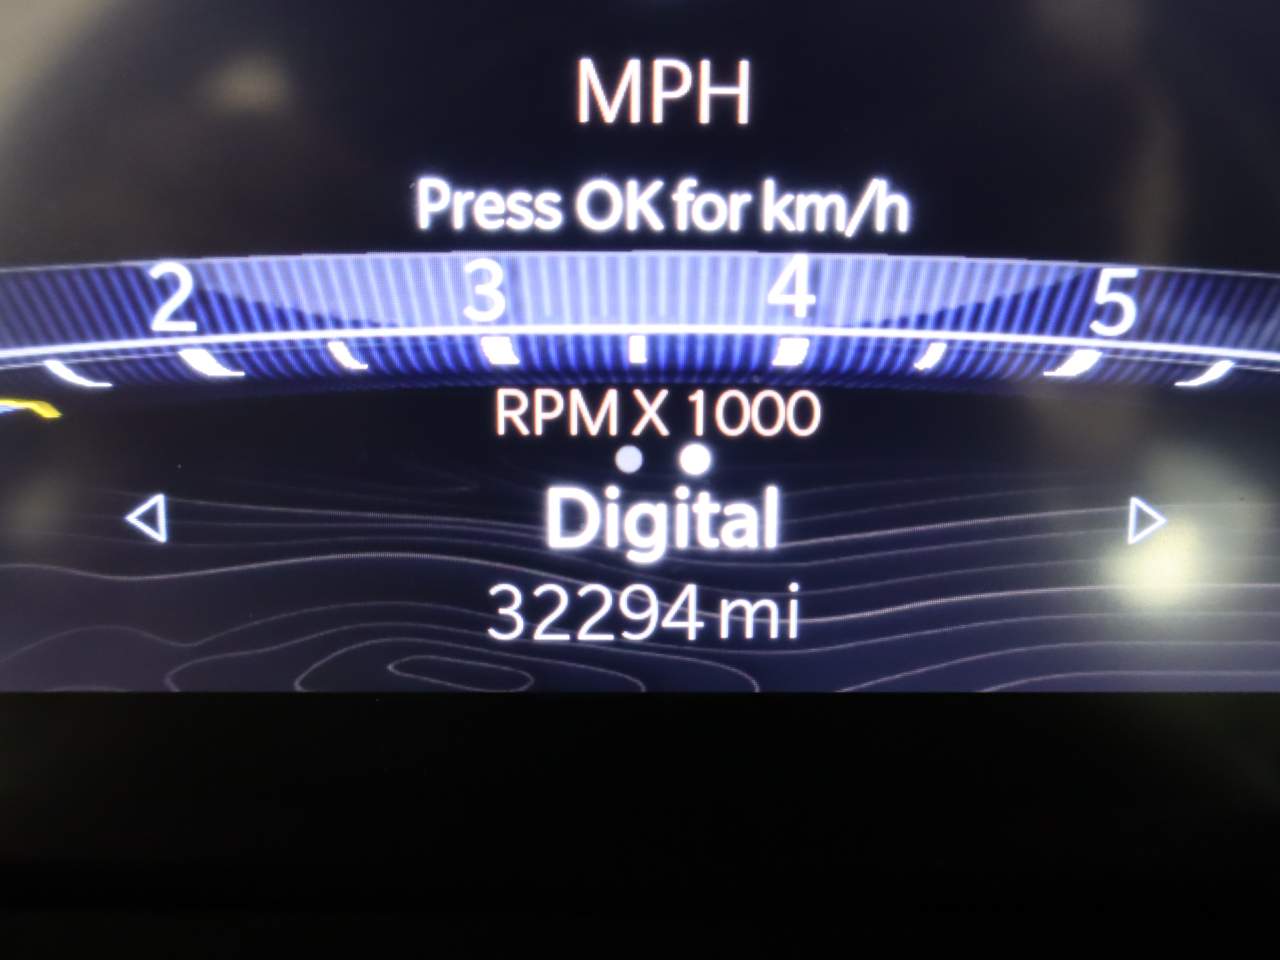 MPH
Press OK for km/h
2 3 4 5
RPM X 1000
Digital
32294 mi